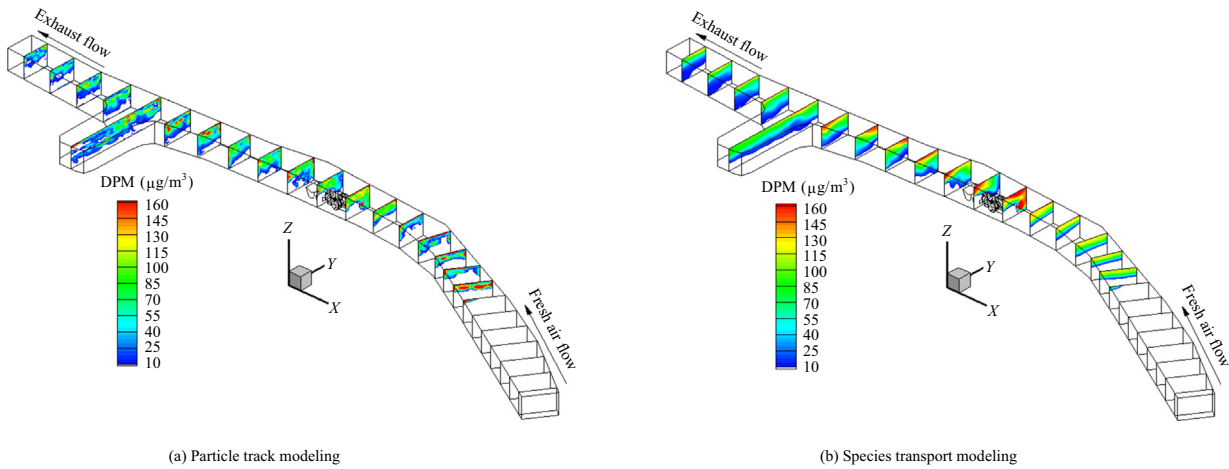 Exhaust flow
DPM (µg/m³)
160
145
130
115
100
85
70
55
40
25
10
Z
Y
X
Fresh air flow
(a) Particle track modeling
Exhaust flow
DPM (µg/m³)
160
145
130
115
100
85
70
55
40
25
10
Z
Y
X
Fresh air flow
(b) Species transport modeling